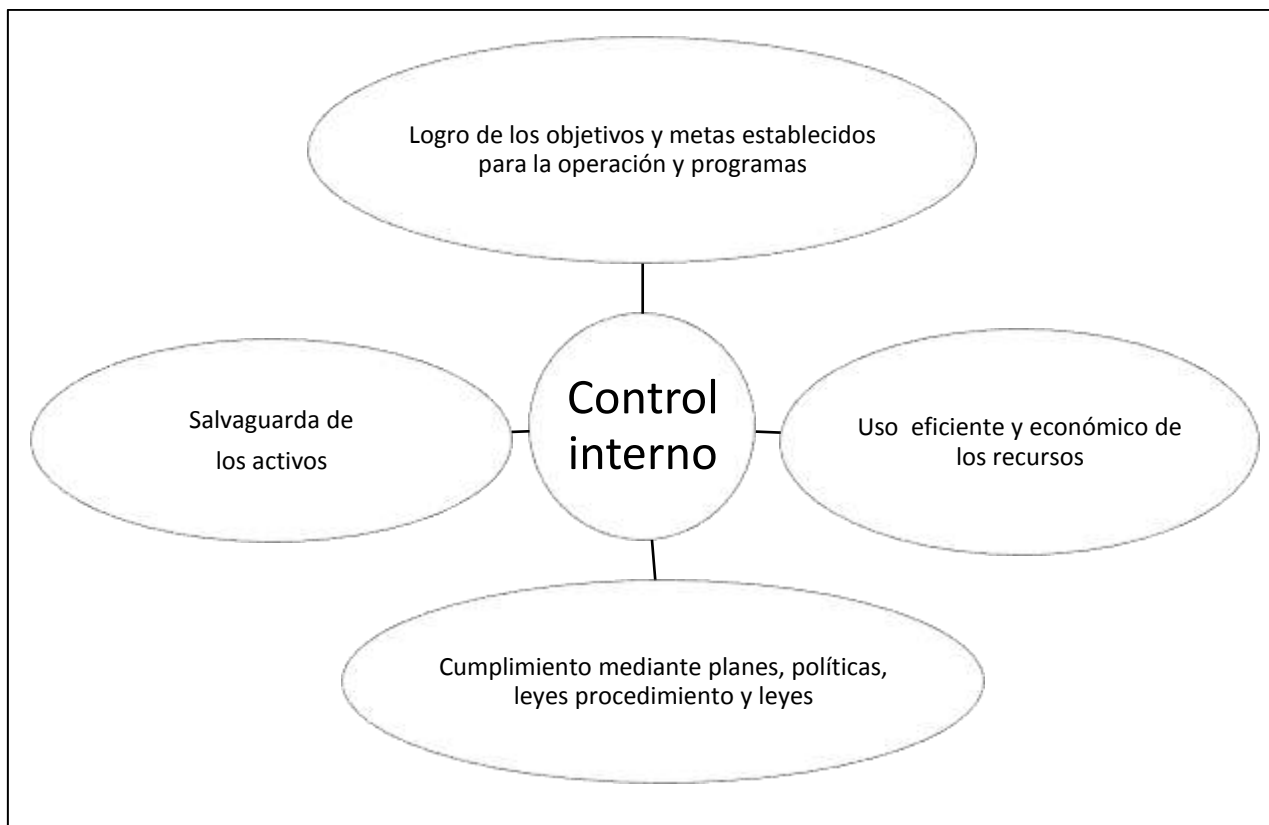 Logro de los objetivos y metas establecidos
para la operación y programas
Salvaguarda de
los activos
Control
interno
Uso  eficiente y económico de
los recursos
Cumplimiento mediante planes, políticas,
leyes procedimiento y leyes